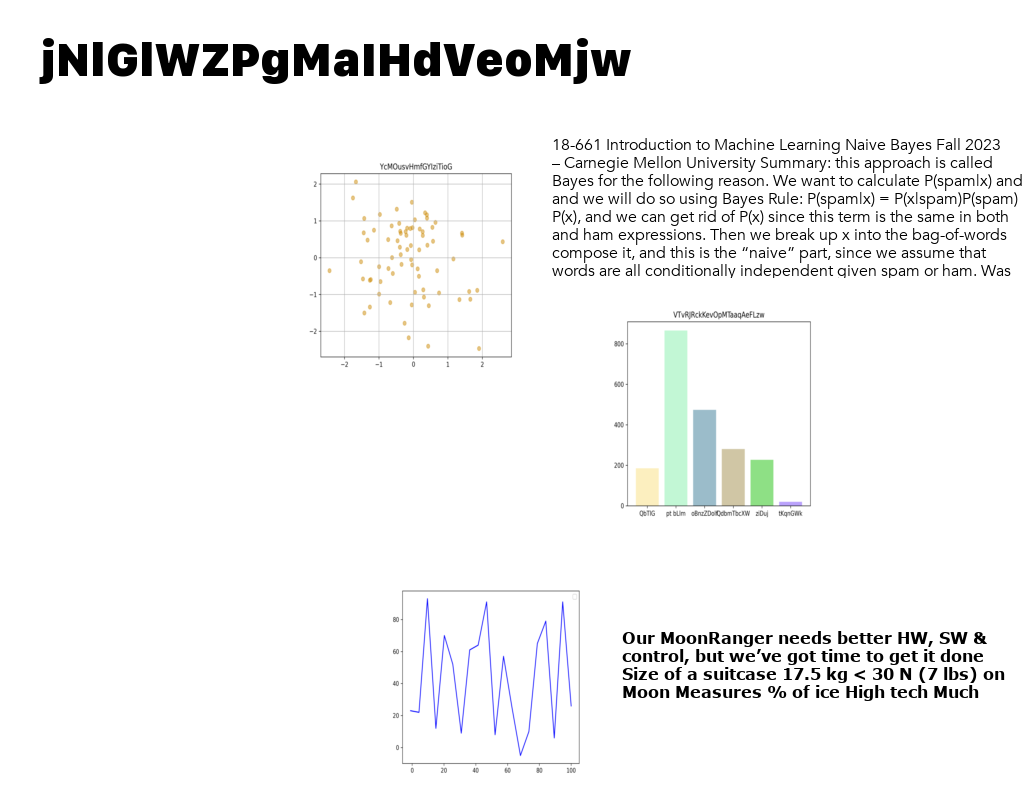 jNlGlWZPgMaIHdVeoMjw
18-661 Introduction to Machine Learning Naive Bayes Fall 2023
– Carnegie Mellon University Summary: this approach is called
Bayes for the following reason. We want to calculate P(spam|x) and
and we will do so using Bayes Rule: P(spam|x) = P(x|spam)P(spam)
P(x), and we can get rid of P(x) since this term is the same in both
and ham expressions. Then we break up x into the bag-of-words
compose it, and this is the “naive” part, since we assume that
words are all conditionally independent given spam or ham. Was
YcMOusvHmfGYIziTioG
2
1
0
−1
−2
−2 −1 0 1 2
VTvRJRckKevOpMTaaqAeFLzw
800
600
400
200
0
QbTlG pt bLIm QdbmTbcXW ziDuj tKqnGWk
80
60
40
20
0
0 20 40 60 80 100
Our MoonRanger needs better HW, SW &
control, but we’ve got time to get it done
Size of a suitcase 17.5 kg < 30 N (7 lbs) on
Moon Measures % of ice High tech Much